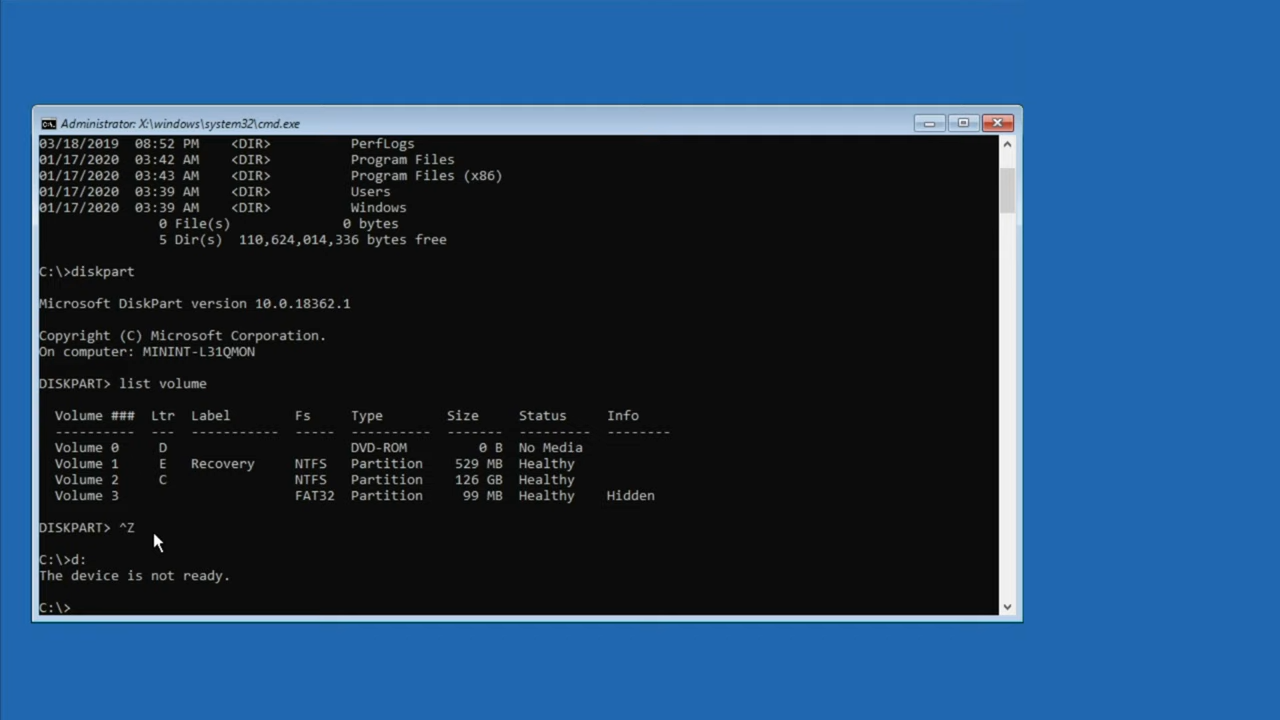 Administrator: X:\windows\system32\cmd.exe
03/18/2019  08:52 PM    <DIR>          PerfLogs
01/17/2020  03:42 AM    <DIR>          Program Files
01/17/2020  03:43 AM    <DIR>          Program Files (x86)
01/17/2020  03:39 AM    <DIR>          Users
01/17/2020  03:39 AM    <DIR>          Windows
               0 File(s)              0 bytes
               5 Dir(s)  110,624,014,336 bytes free
C:\>diskpart
Microsoft DiskPart version 10.0.18362.1
Copyright (C) Microsoft Corporation.
On computer: MININT-L31QMON
DISKPART> list volume
  Volume ###  Ltr  Label        Fs     Type        Size     Status     Info
  ----------  ---  -----------  -----  ----------  -------  ---------  --------
  Volume 0     D                       DVD-ROM         0 B  No Media
  Volume 1     E   Recovery     NTFS   Partition    529 MB  Healthy
  Volume 2     C                NTFS   Partition    126 GB  Healthy
  Volume 3                      FAT32  Partition     99 MB  Healthy    Hidden
DISKPART> ^Z
C:\>d:
The device is not ready.
C:\>